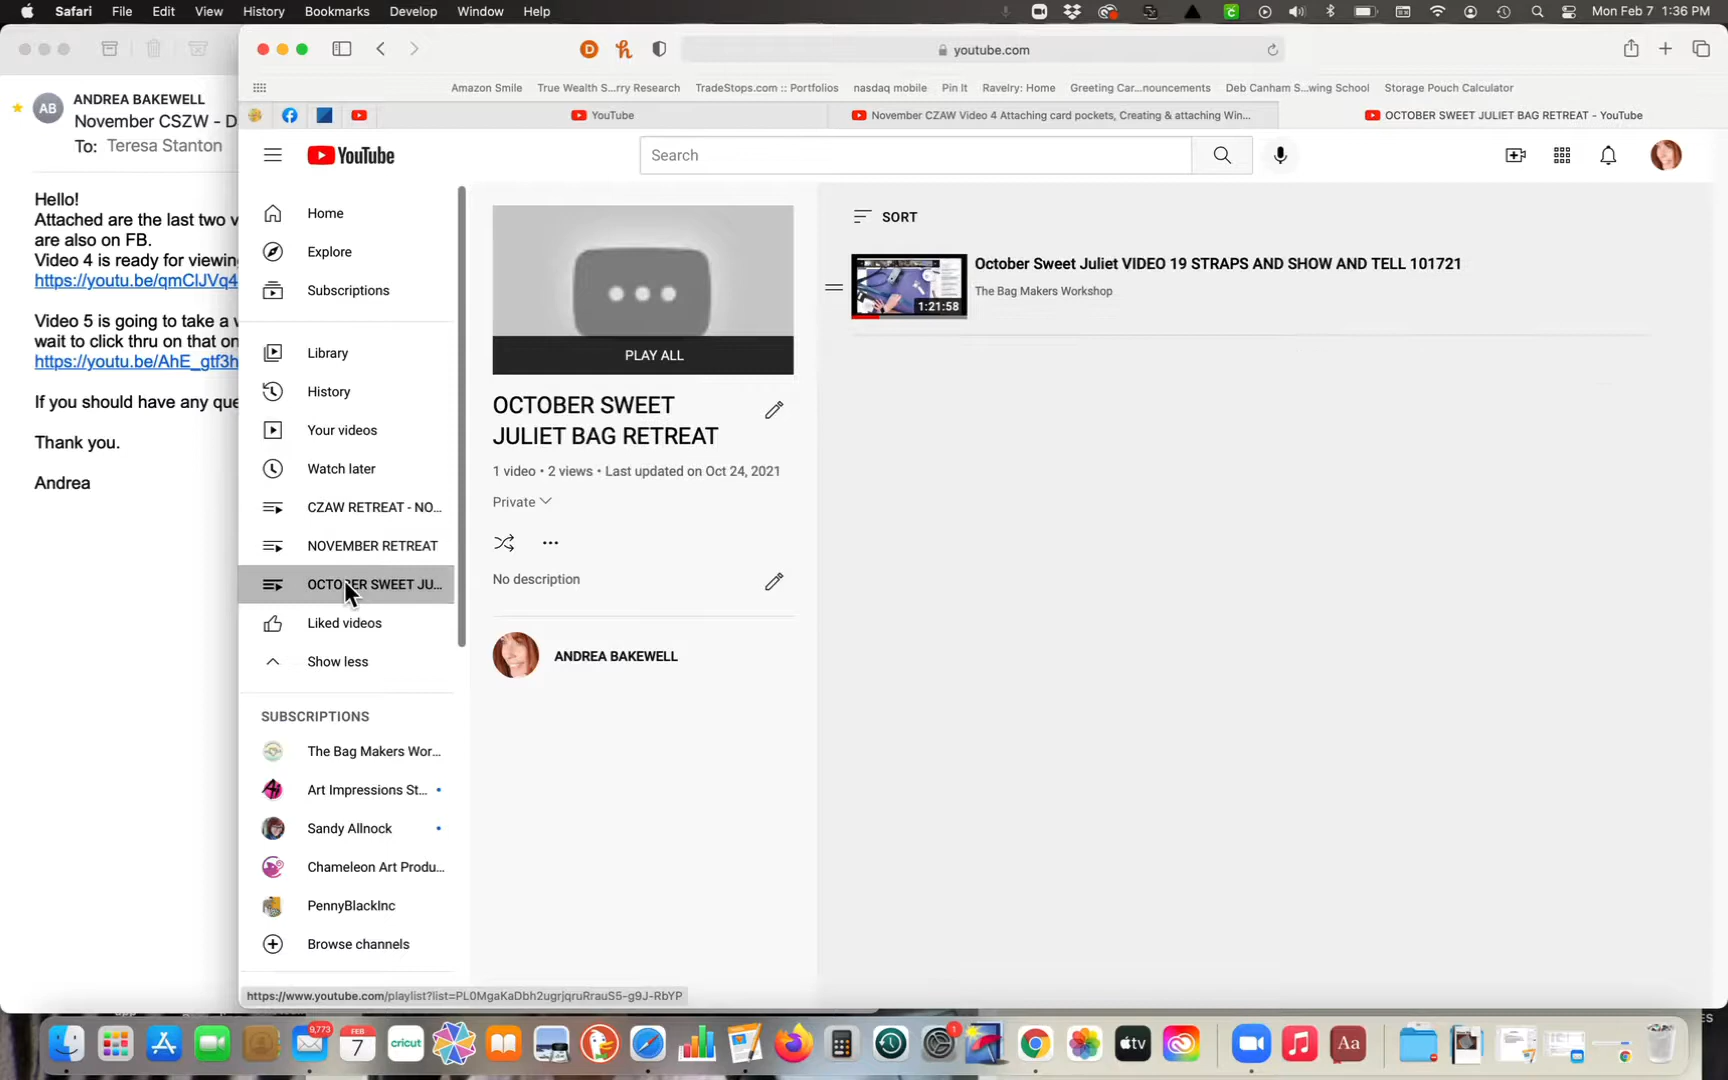 Safari File Edit View History Bookmarks Develop Window Help Mon Feb 7 1:36 PM
youtube.com
Amazon Smile True Wealth S...rry Research TradeStops.com :: Portfolios nasdaq mobile Pin It Ravelry: Home Greeting Car...nouncements Deb Canham S...wing School Storage Pouch Calculator
YouTube November CZAW Video 4 Attaching card pockets, Creating & attaching Win... OCTOBER SWEET JULIET BAG RETREAT - YouTube
AB
ANDREA BAKEWELL
November CSZW - D
To: Teresa Stanton
Hello!
Attached are the last two v
are also on FB.
Video 4 is ready for viewing
https://youtu.be/qmClJVq4
Video 5 is going to take a w
wait to click thru on that on
https://youtu.be/AhE_gtf3h
If you should have any que
Thank you.
Andrea
YouTube
Search
Home
Explore
Subscriptions
Library
History
Your videos
Watch later
CZAW RETREAT - NO...
NOVEMBER RETREAT
OCTOBER SWEET JU...
Liked videos
Show less
SUBSCRIPTIONS
The Bag Makers Wor...
Art Impressions St...
Sandy Allnock
Chameleon Art Produ...
PennyBlackInc
Browse channels
PLAY ALL
OCTOBER SWEET
JULIET BAG RETREAT
1 video • 2 views • Last updated on Oct 24, 2021
Private
No description
ANDREA BAKEWELL
SORT
October Sweet Juliet VIDEO 19 STRAPS AND SHOW AND TELL 101721
The Bag Makers Workshop
1:21:58
https://www.youtube.com/playlist?list=PL0MgaKaDbh2ugrjqruRrauS5-g9J-RbYP
9,773
FEB
7
cricut
1
tv
Aa